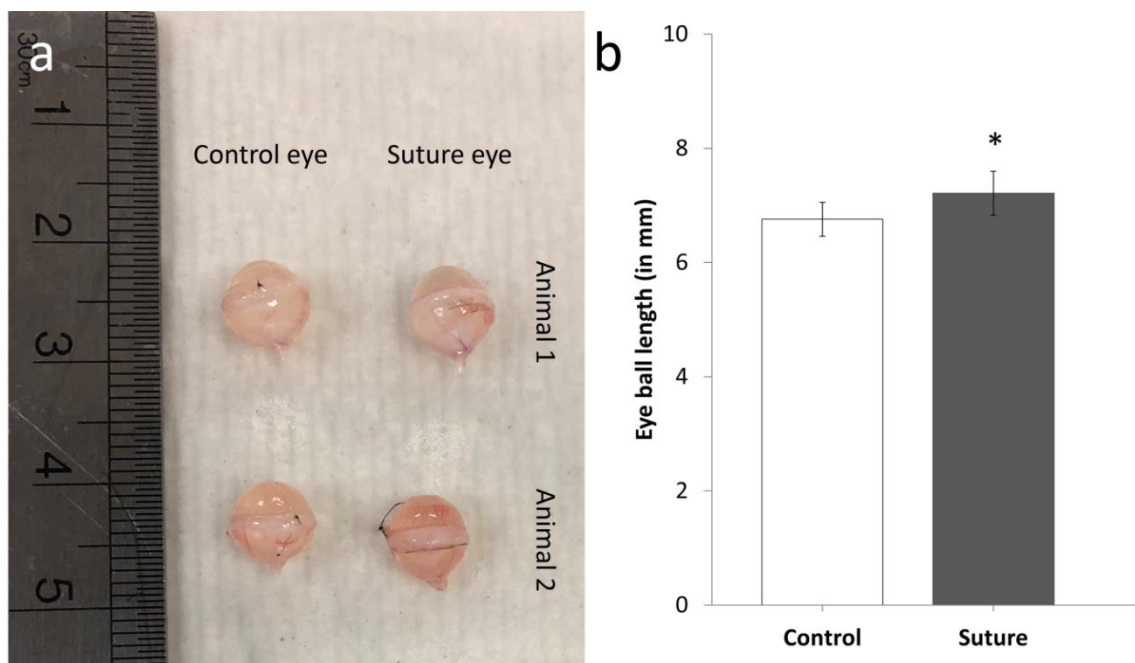 a
30cm
1
2
3
4
5
Control eye
Suture eye
Animal 1
Animal 2
b
Eye ball length (in mm)
10
8
6
4
2
0
*
Control
Suture